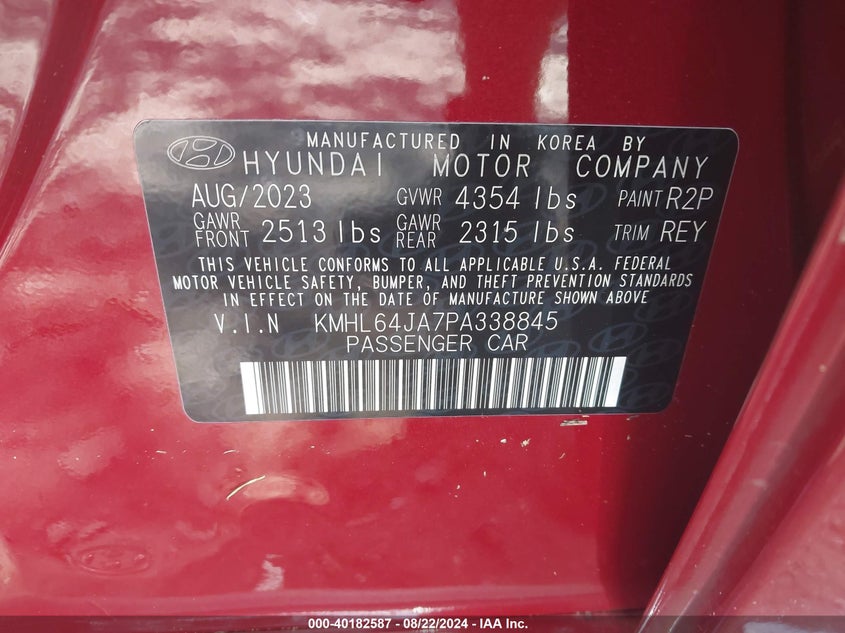 MANUFACTURED IN KOREA BY
HYUNDAI MOTOR COMPANY
AUG/2023 GVWR 4354 lbs PAINT R2P
GAWR FRONT 2513 lbs GAWR REAR 2315 lbs TRIM REY
THIS VEHICLE CONFORMS TO ALL APPLICABLE U.S.A. FEDERAL
MOTOR VEHICLE SAFETY, BUMPER, AND THEFT PREVENTION STANDARDS
IN EFFECT ON THE DATE OF MANUFACTURE SHOWN ABOVE
V.I.N KMHL64JA7PA338845
PASSENGER CAR
000-40182587 - 08/22/2024 - IAA Inc.